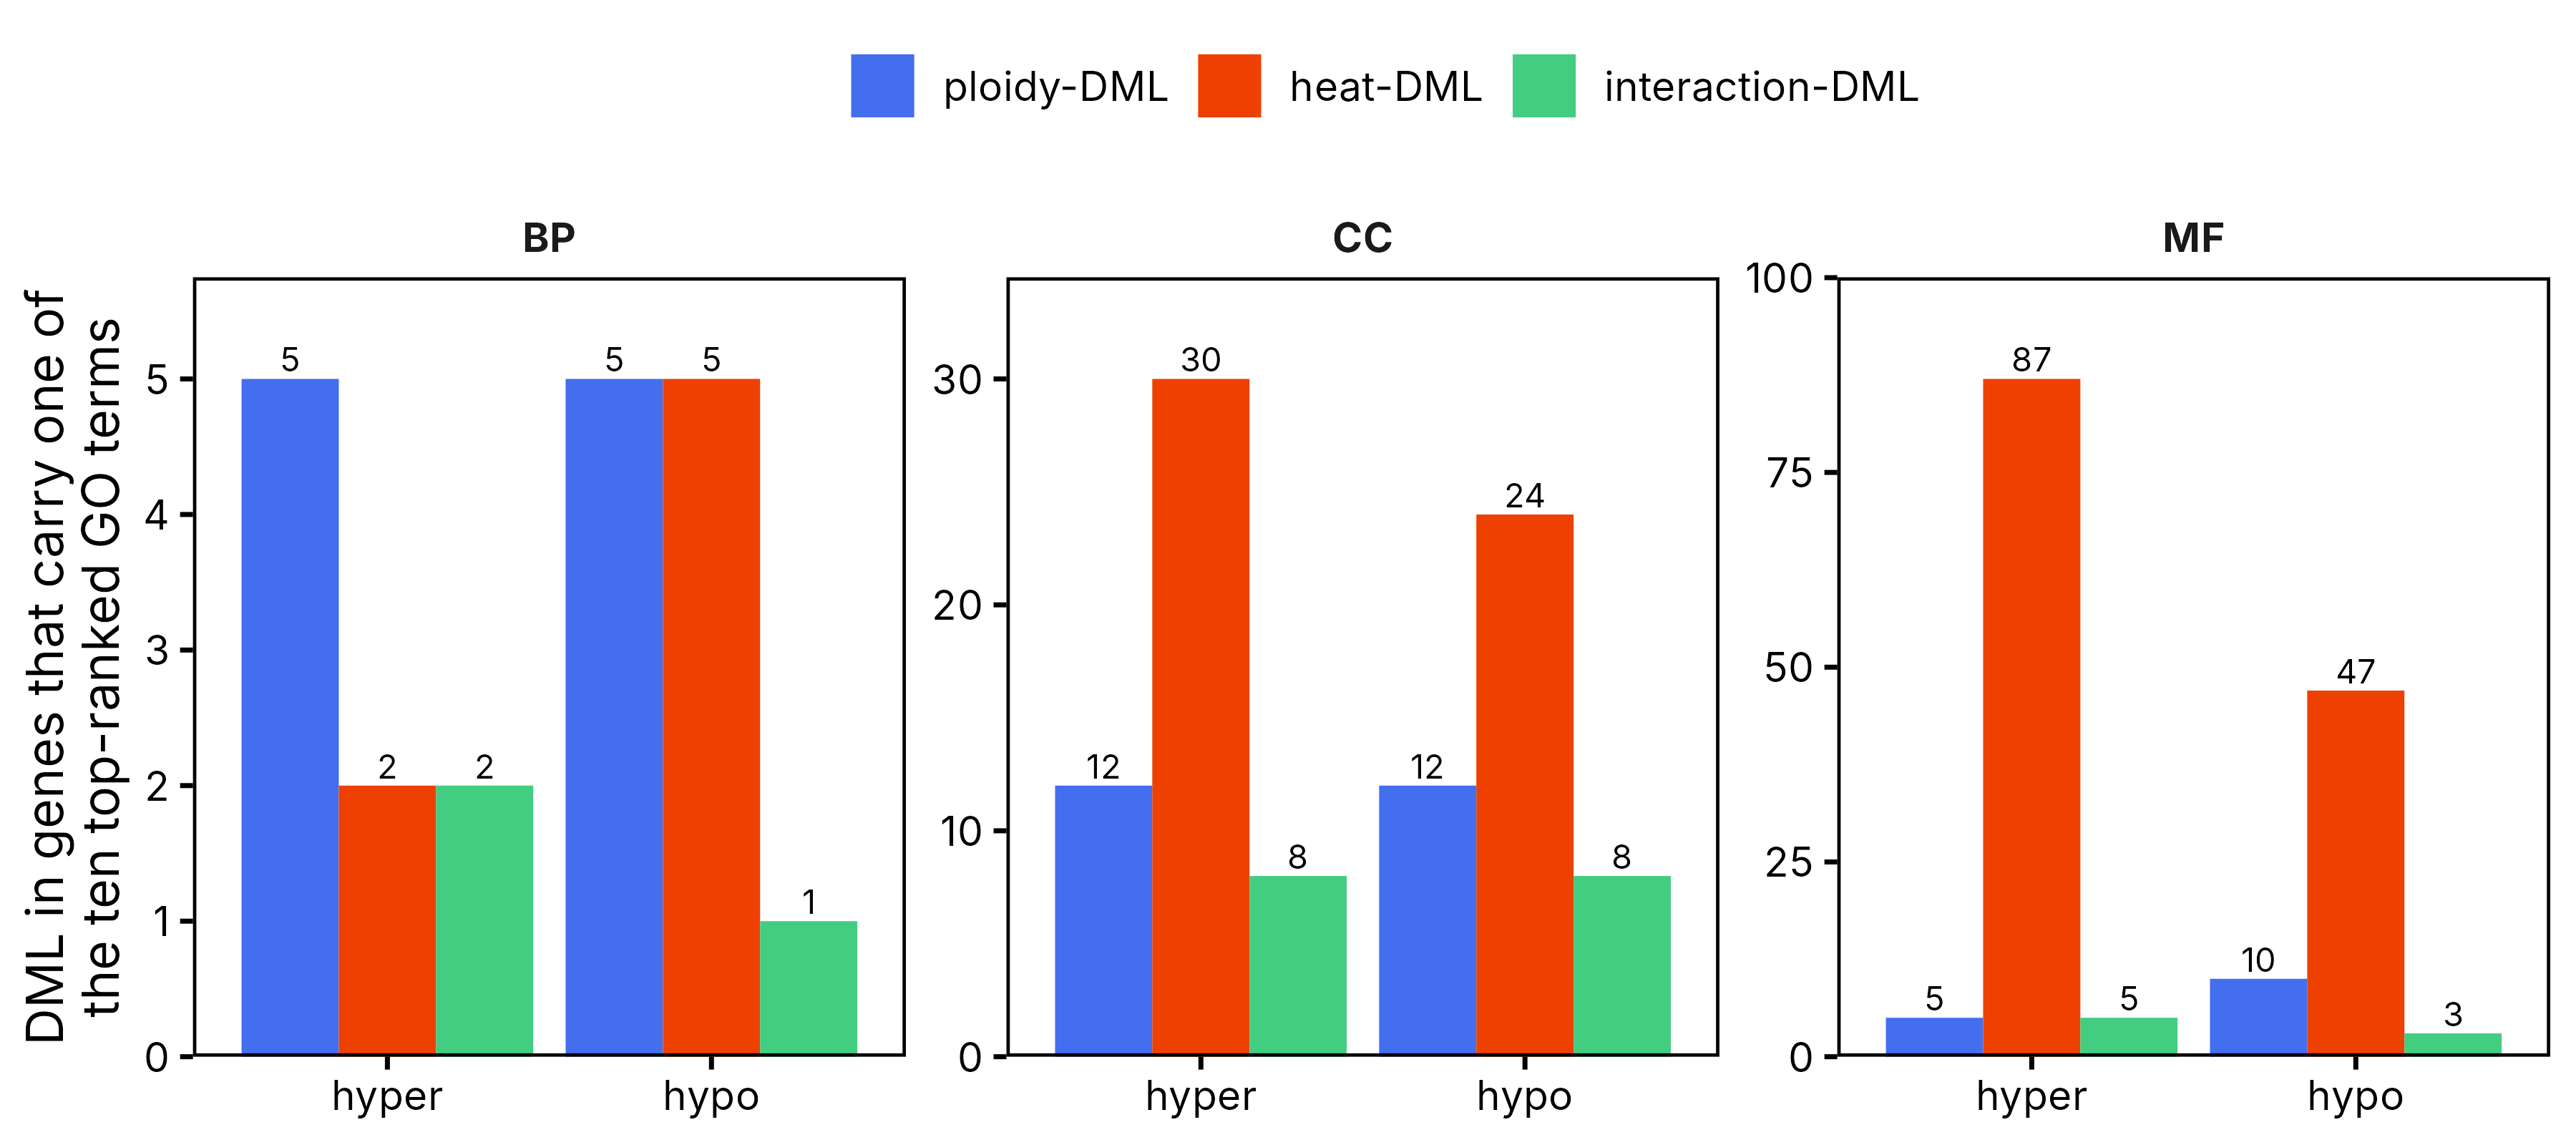 ploidy-DML heat-DML interaction-DML
BP CC MF
DML in genes that carry one of
the ten top-ranked GO terms
5
4
3
2
1
0
5 2 2 5 5 1
hyper hypo
30
20
10
0
12 30 8 12 24 8
hyper hypo
100
75
50
25
0
5 87 5 10 47 3
hyper hypo